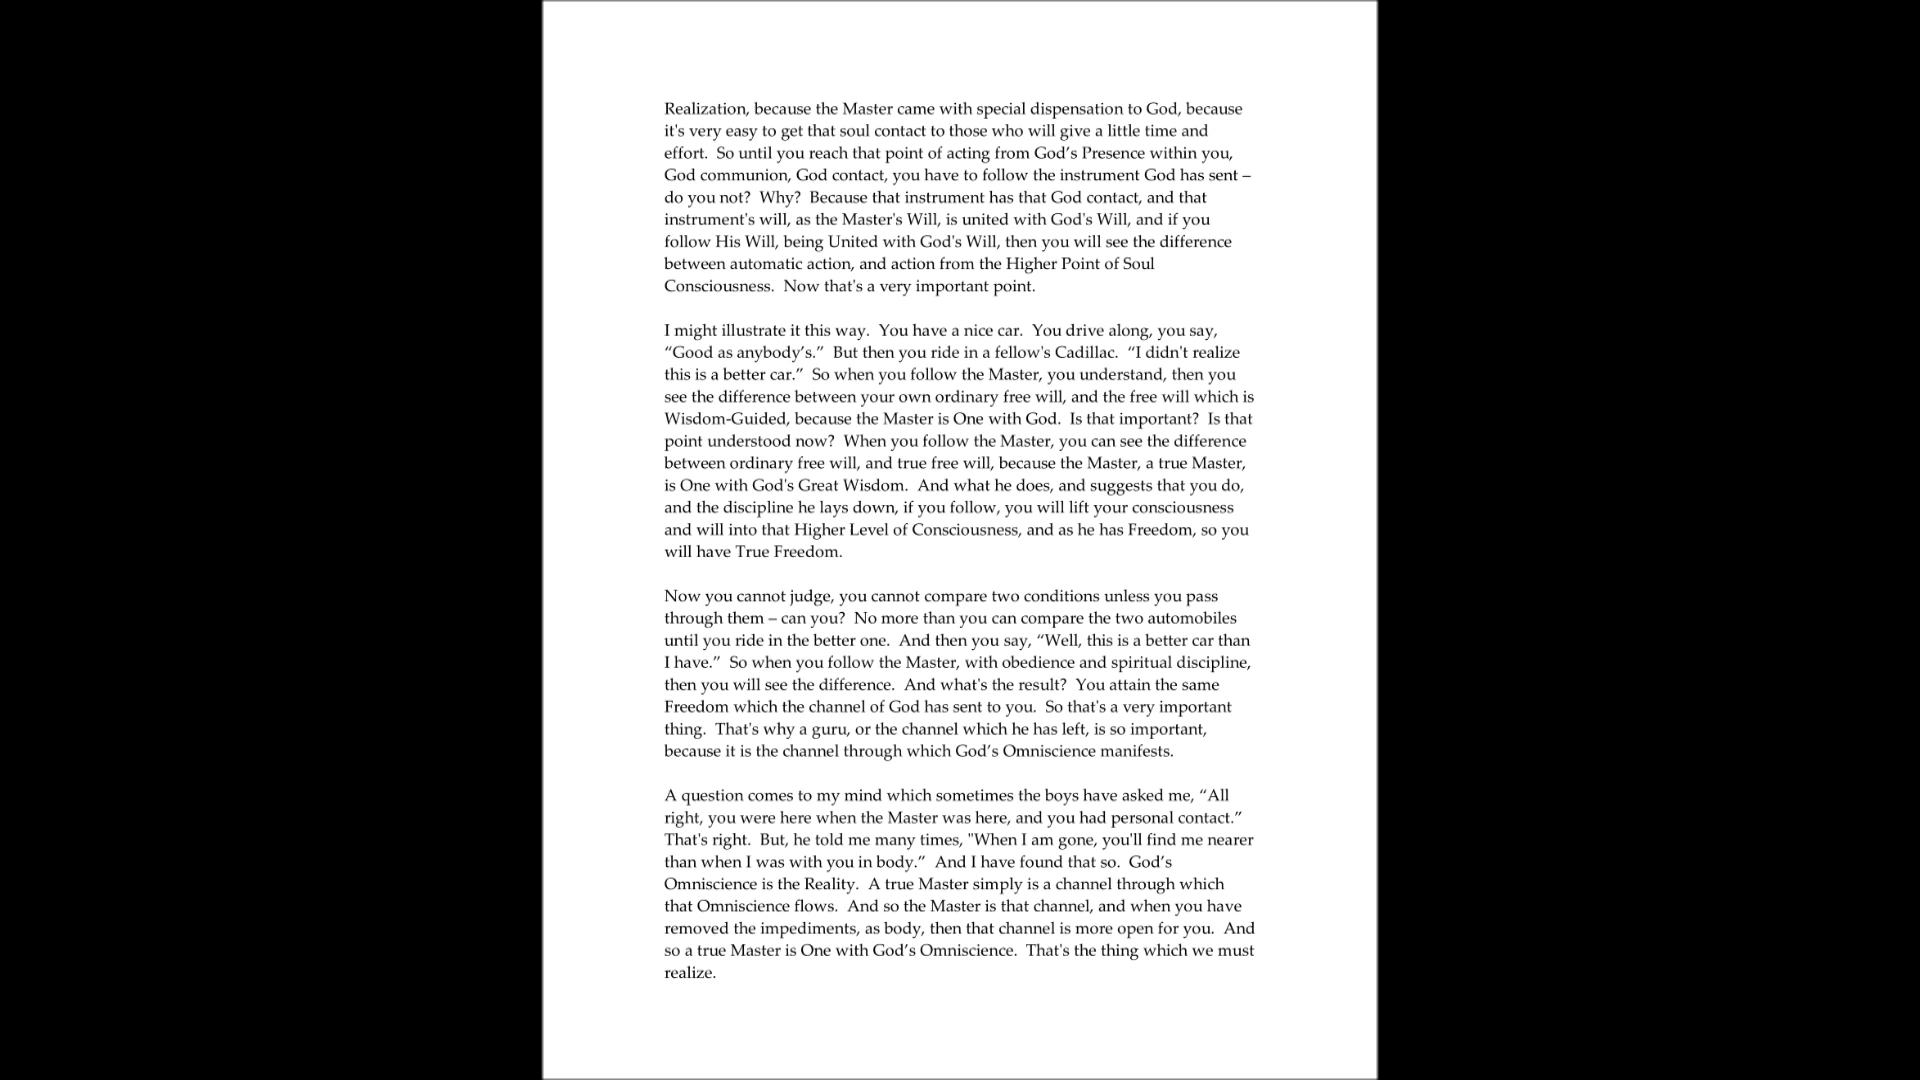 Realization, because the Master came with special dispensation to God, because
it's very easy to get that soul contact to those who will give a little time and
effort.  So until you reach that point of acting from God’s Presence within you,
God communion, God contact, you have to follow the instrument God has sent –
do you not?  Why?  Because that instrument has that God contact, and that
instrument's will, as the Master's Will, is united with God's Will, and if you
follow His Will, being United with God's Will, then you will see the difference
between automatic action, and action from the Higher Point of Soul
Consciousness.  Now that's a very important point.

I might illustrate it this way.  You have a nice car.  You drive along, you say,
“Good as anybody’s.”  But then you ride in a fellow's Cadillac.  “I didn't realize
this is a better car.”  So when you follow the Master, you understand, then you
see the difference between your own ordinary free will, and the free will which is
Wisdom-Guided, because the Master is One with God.  Is that important?  Is that
point understood now?  When you follow the Master, you can see the difference
between ordinary free will, and true free will, because the Master, a true Master,
is One with God's Great Wisdom.  And what he does, and suggests that you do,
and the discipline he lays down, if you follow, you will lift your consciousness
and will into that Higher Level of Consciousness, and as he has Freedom, so you
will have True Freedom.

Now you cannot judge, you cannot compare two conditions unless you pass
through them – can you?  No more than you can compare the two automobiles
until you ride in the better one.  And then you say, “Well, this is a better car than
I have.”  So when you follow the Master, with obedience and spiritual discipline,
then you will see the difference.  And what's the result?  You attain the same
Freedom which the channel of God has sent to you.  So that's a very important
thing.  That's why a guru, or the channel which he has left, is so important,
because it is the channel through which God’s Omniscience manifests.

A question comes to my mind which sometimes the boys have asked me, “All
right, you were here when the Master was here, and you had personal contact.”
That's right.  But, he told me many times, "When I am gone, you'll find me nearer
than when I was with you in body.”  And I have found that so.  God’s
Omniscience is the Reality.  A true Master simply is a channel through which
that Omniscience flows.  And so the Master is that channel, and when you have
removed the impediments, as body, then that channel is more open for you.  And
so a true Master is One with God’s Omniscience.  That's the thing which we must
realize.